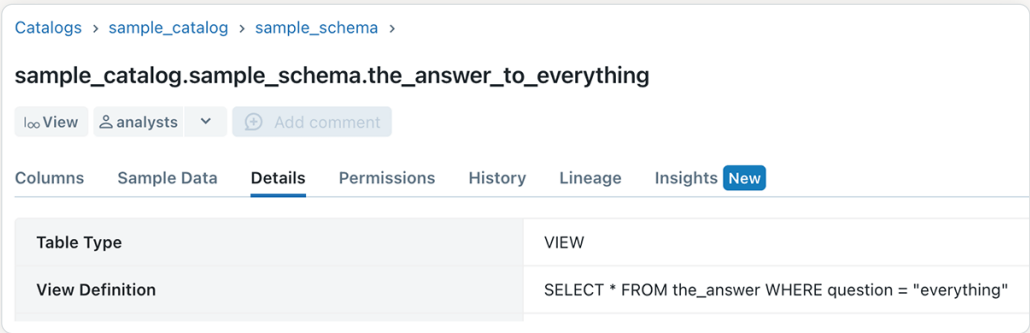 Catalogs > sample_catalog > sample_schema >
sample_catalog.sample_schema.the_answer_to_everything
View analysts Add comment
Columns Sample Data Details Permissions History Lineage Insights New
Table Type VIEW
View Definition SELECT * FROM the_answer WHERE question = "everything"